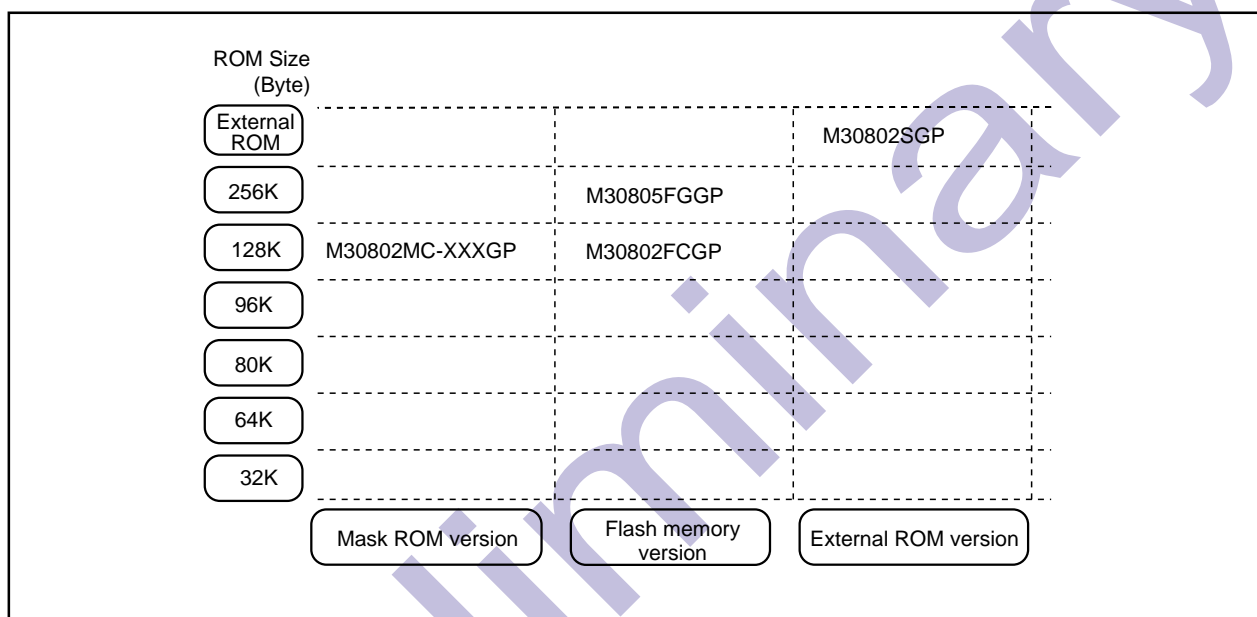 ROM Size
(Byte)
External
ROM
M30802SGP
256K
M30805FGGP
128K
M30802MC-XXXGP
M30802FCGP
96K
80K
64K
32K
Mask ROM version
Flash memory
version
External ROM version
liminary